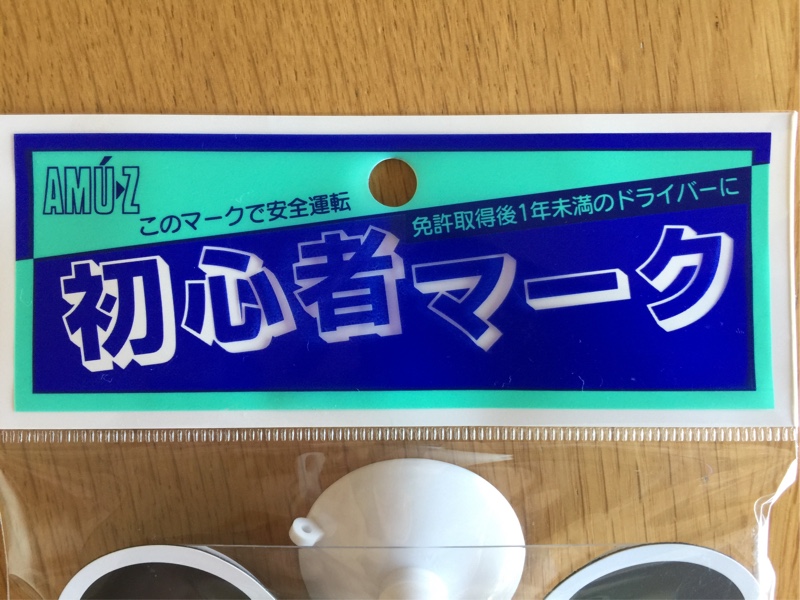 AMÚ-Z
このマークで安全運転
免許取得後1年未満のドライバーに
初心者マーク